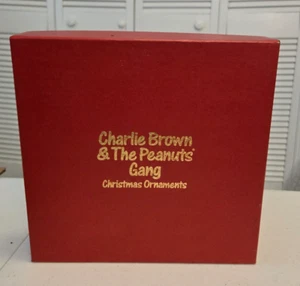 Charlie Brown
& The Peanuts®
Gang
Christmas Ornaments